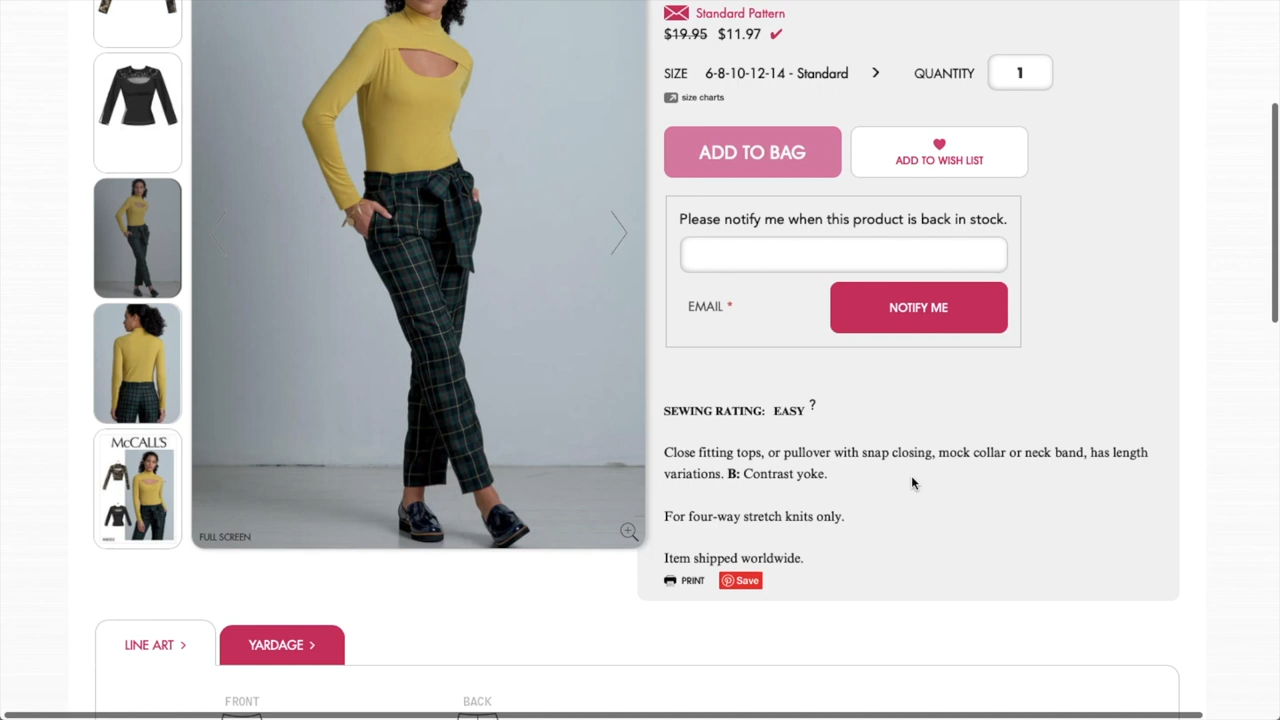 Standard Pattern
$19.95 $11.97 ✔
SIZE 6-8-10-12-14 - Standard > QUANTITY 1
size charts
ADD TO BAG
ADD TO WISH LIST
Please notify me when this product is back in stock.
EMAIL *
NOTIFY ME
SEWING RATING: EASY ?
Close fitting tops, or pullover with snap closing, mock collar or neck band, has length
variations. B: Contrast yoke.
For four-way stretch knits only.
Item shipped worldwide.
PRINT Save
McCALL'S
FULL SCREEN
LINE ART >
YARDAGE >
FRONT BACK